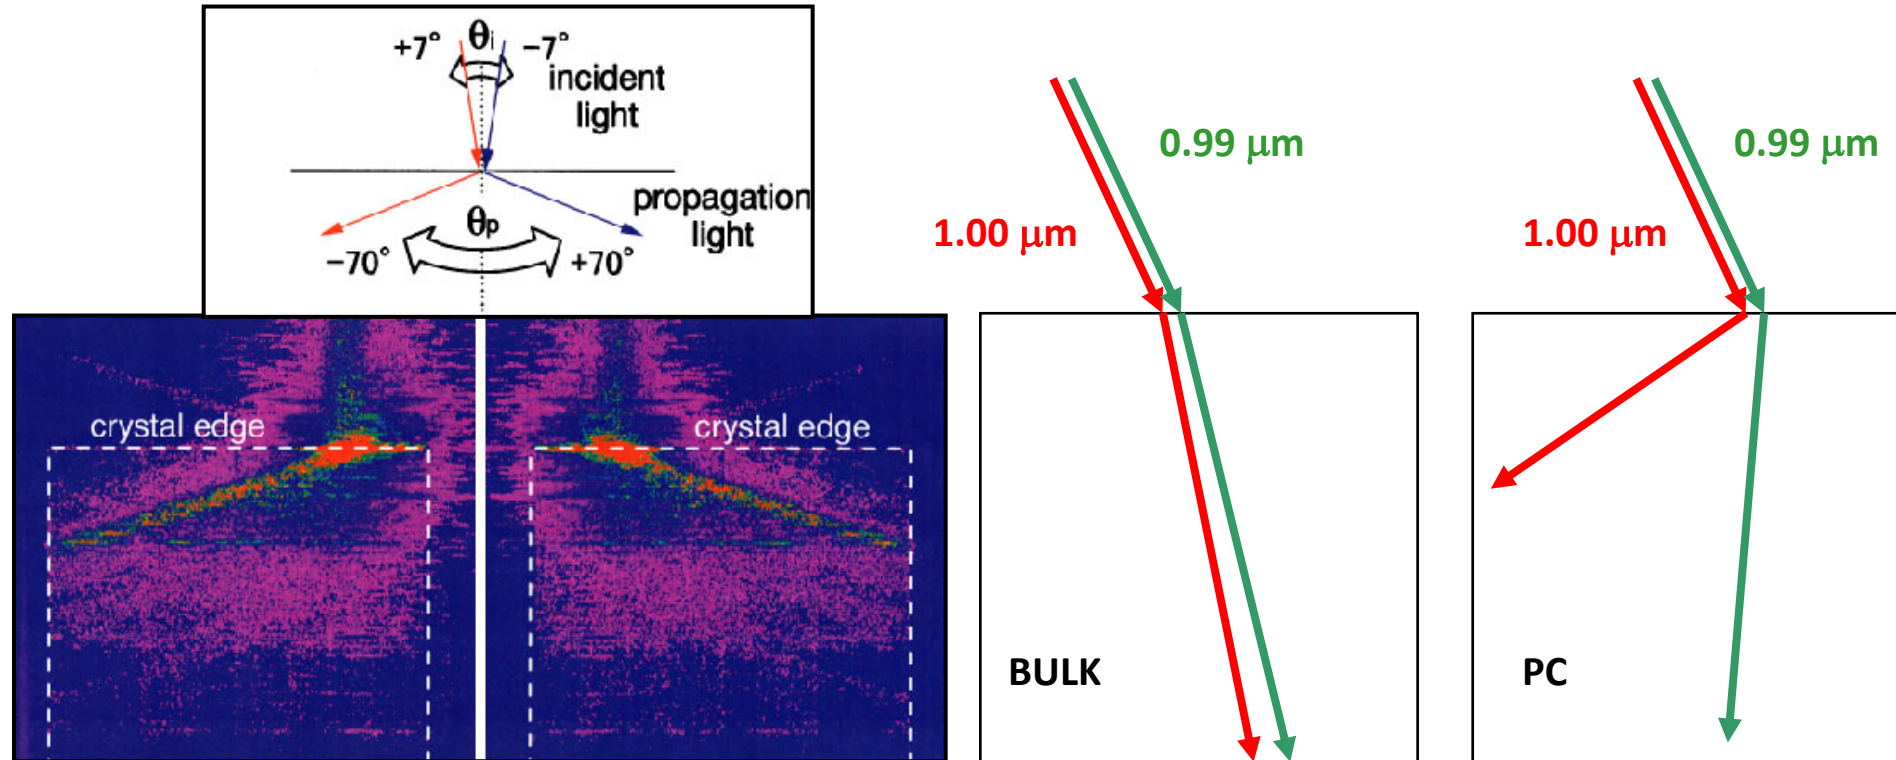 +7°
θi
−7°
incident
light
propagation
light
θp
−70°
+70°
crystal edge
crystal edge
0.99 μm
1.00 μm
BULK
0.99 μm
1.00 μm
PC